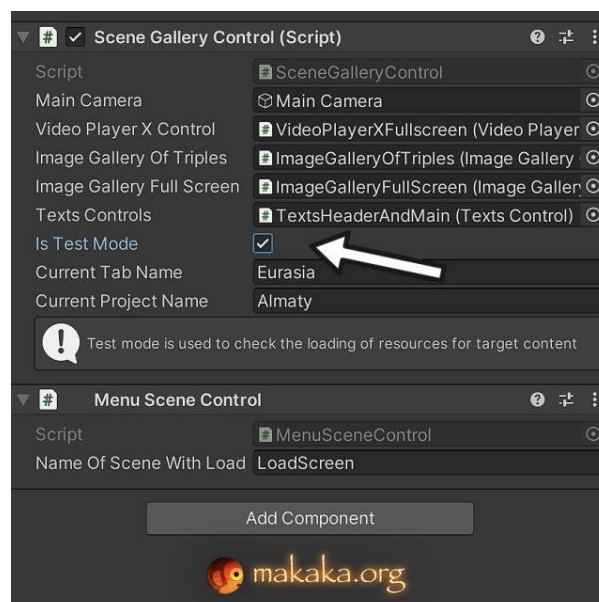 Scene Gallery Control (Script)
Script SceneGalleryControl
Main Camera Main Camera
Video Player X Control VideoPlayerXFullscreen (Video Player
Image Gallery Of Triples ImageGalleryOfTriples (Image Gallery
Image Gallery Full Screen ImageGalleryFullScreen (Image Gallery
Texts Controls TextsHeaderAndMain (Texts Control)
Is Test Mode
Current Tab Name Eurasia
Current Project Name Almaty
Test mode is used to check the loading of resources for target content
Menu Scene Control
Script MenuSceneControl
Name Of Scene With Load LoadScreen
Add Component
makaka.org